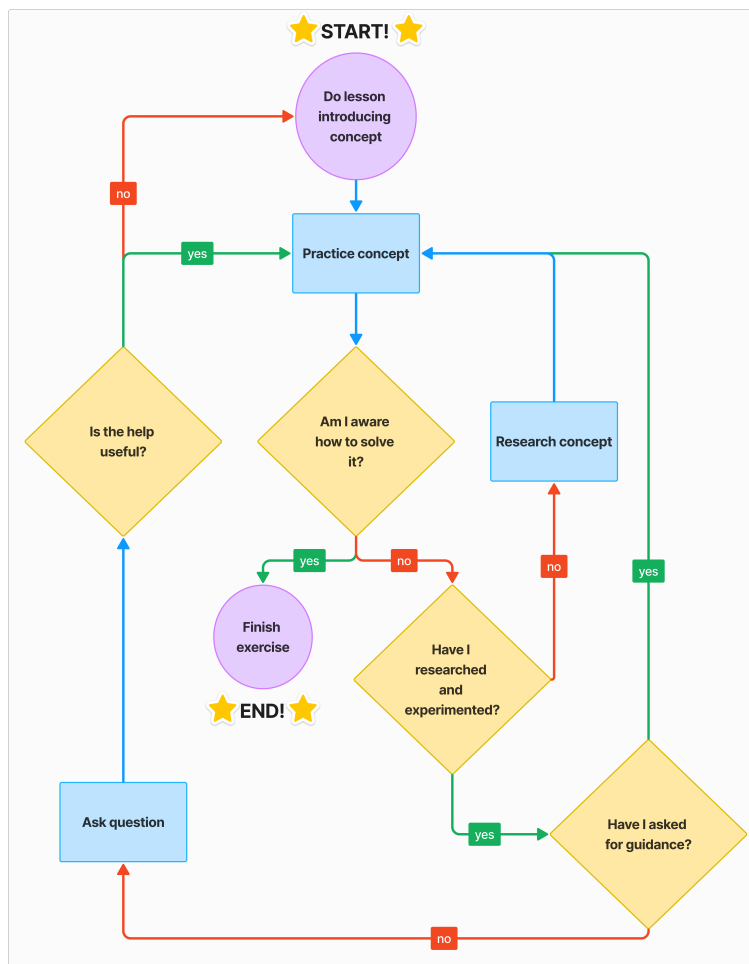 START!
Do lesson
introducing
concept
no
yes
Practice concept
Is the help
useful?
Am I aware
how to solve
it?
Research concept
yes
no
no
yes
Finish
exercise
Have I
researched
and
experimented?
END!
Ask question
yes
Have I asked
for guidance?
no